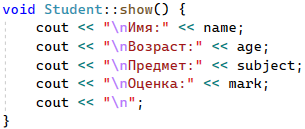 void Student::show() {
    cout << "\nИмя:" << name;
    cout << "\nВозраст:" << age;
    cout << "\nПредмет:" << subject;
    cout << "\nОценка:" << mark;
    cout << "\n";
}